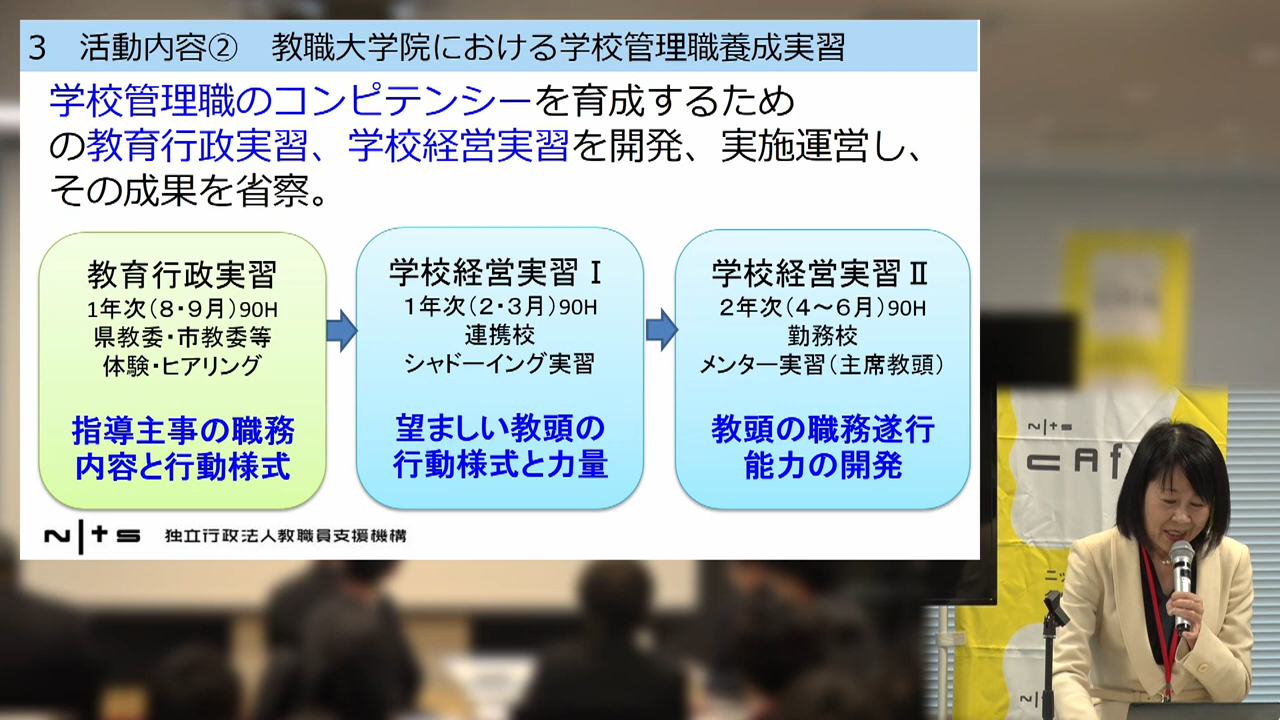 3　活動内容②　教職大学院における学校管理職養成実習
学校管理職のコンピテンシーを育成するため
の教育行政実習、学校経営実習を開発、実施運営し、
その成果を省察。
教育行政実習
1年次（８・９月）90H
県教委・市教委等
体験・ヒアリング
指導主事の職務
内容と行動様式
学校経営実習Ⅰ
１年次（２・３月）90H
連携校
シャドーイング実習
望ましい教頭の
行動様式と力量
学校経営実習Ⅱ
２年次（４～６月）90H
勤務校
メンター実習（主席教頭）
教頭の職務遂行
能力の開発
NITS 独立行政法人教職員支援機構
NITS
CAF